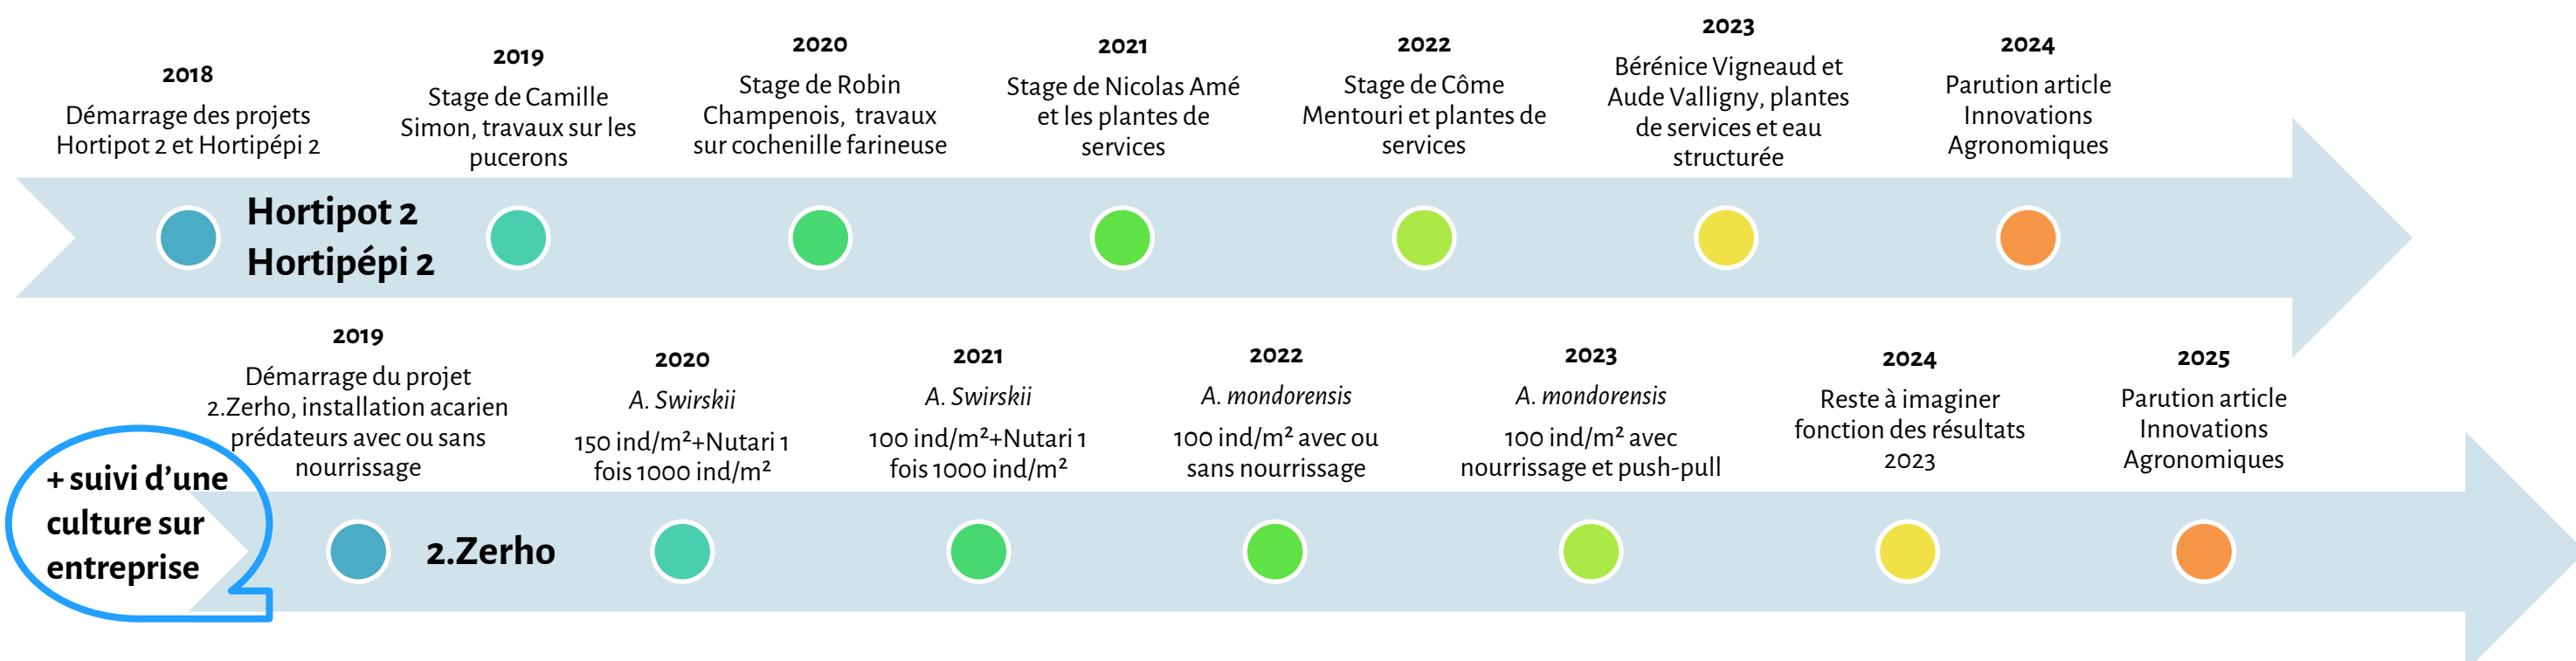 2018
Démarrage des projets
Hortipot 2 et Hortipépi 2
2019
Stage de Camille
Simon, travaux sur les
pucerons
2020
Stage de Robin
Champenois, travaux
sur cochenille farineuse
2021
Stage de Nicolas Amé
et les plantes de
services
2022
Stage de Côme
Mentouri et plantes de
services
2023
Bérénice Vigneaud et
Aude Valligny, plantes
de services et eau
structurée
2024
Parution article
Innovations
Agronomiques
Hortipot 2
Hortipépi 2
2019
Démarrage du projet
2.Zerho, installation acarien
prédateurs avec ou sans
nourrissage
2020
A. Swirskii
150 ind/m²+Nutari 1
fois 1000 ind/m²
2021
A. Swirskii
100 ind/m²+Nutari 1
fois 1000 ind/m²
2022
A. mondorensis
100 ind/m² avec ou
sans nourrissage
2023
A. mondorensis
100 ind/m² avec
nourrissage et push-pull
2024
Reste à imaginer
fonction des résultats
2023
2025
Parution article
Innovations
Agronomiques
+ suivi d'une
culture sur
entreprise
2.Zerho